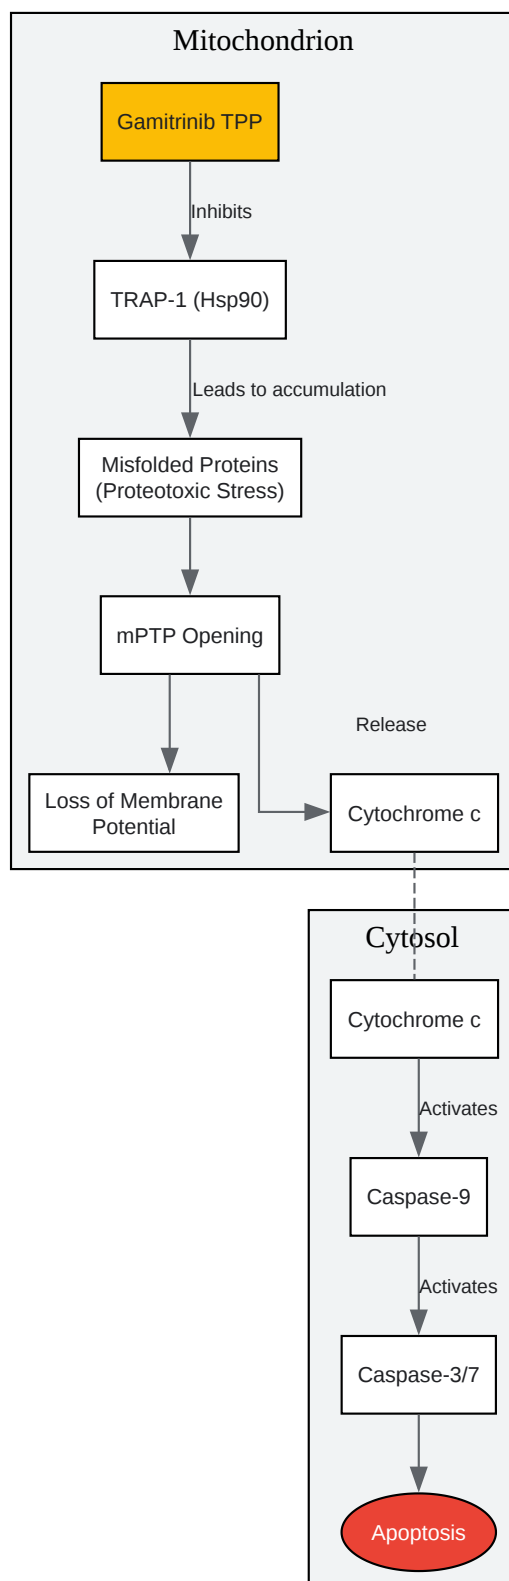 Mitochondrion
Gamitrinib TPP
Inhibits
TRAP-1 (Hsp90)
Leads to accumulation
Misfolded Proteins
(Proteotoxic Stress)
mPTP Opening
Release
Loss of Membrane
Potential
Cytochrome c
Cytosol
Cytochrome c
Activates
Caspase-9
Activates
Caspase-3/7
Apoptosis